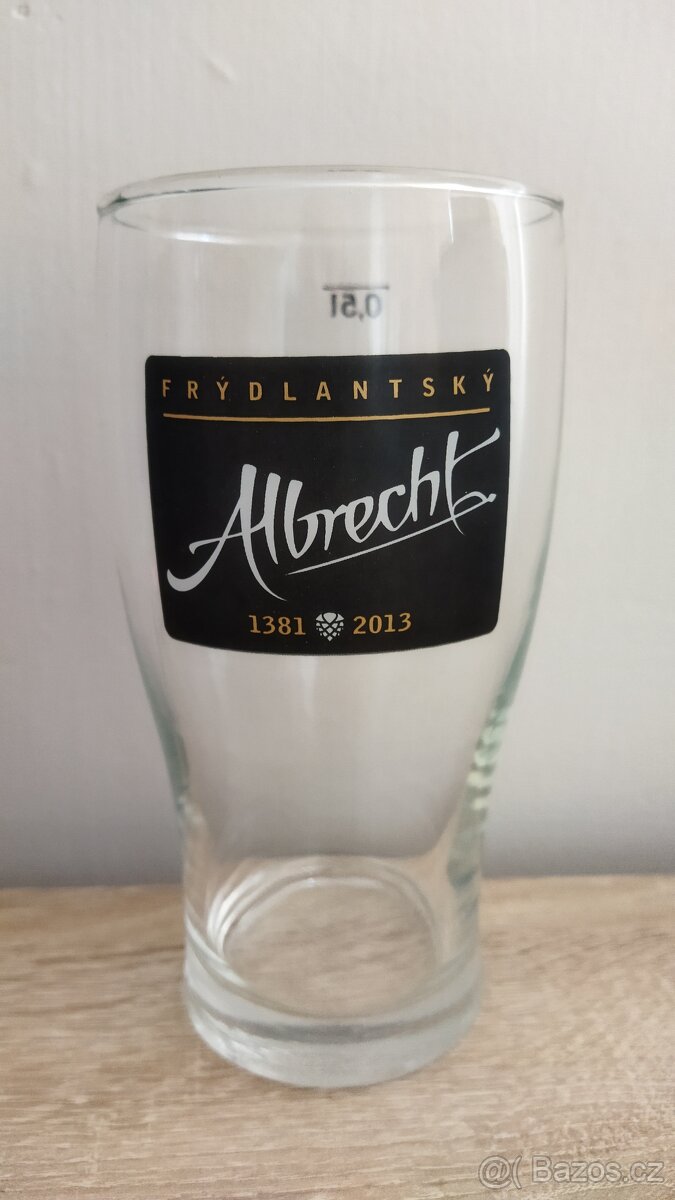 0,5l
FRÝDLANTSKÝ
Albrecht.
1381 2013
@( Bazos.cz